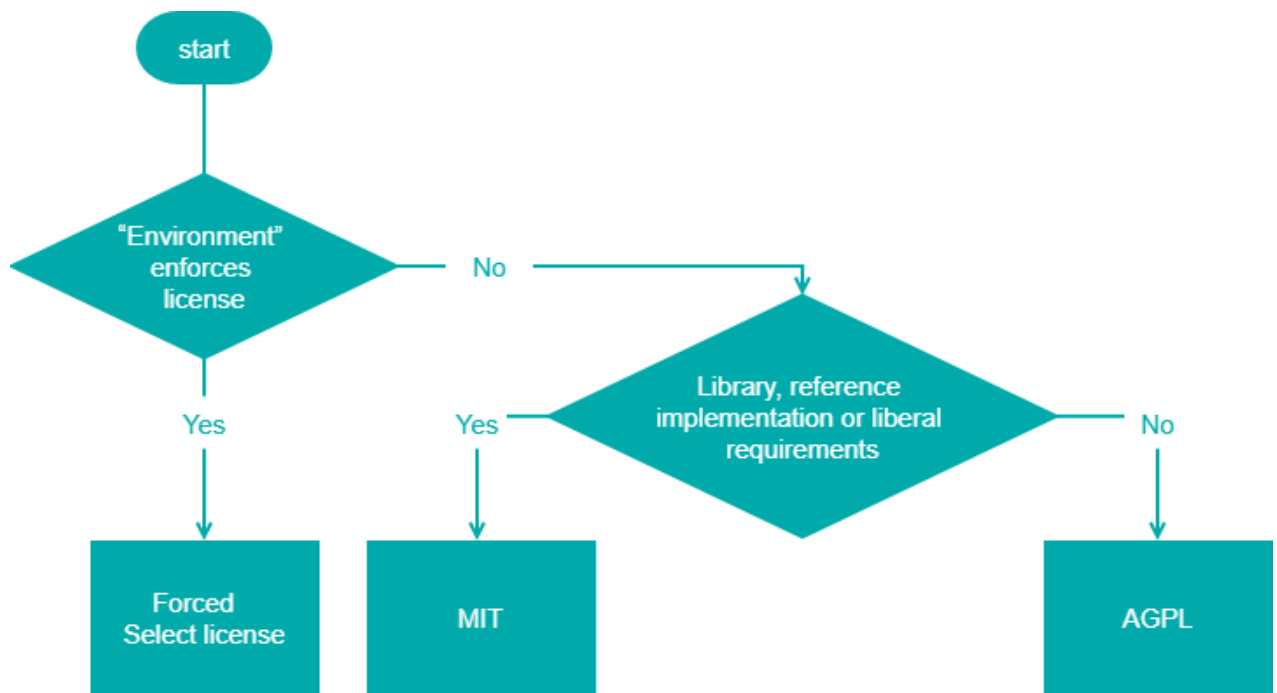 start
“Environment”
enforces
license
No
Library, reference
implementation or liberal
requirements
Yes
Yes
No
Forced
Select license
MIT
AGPL